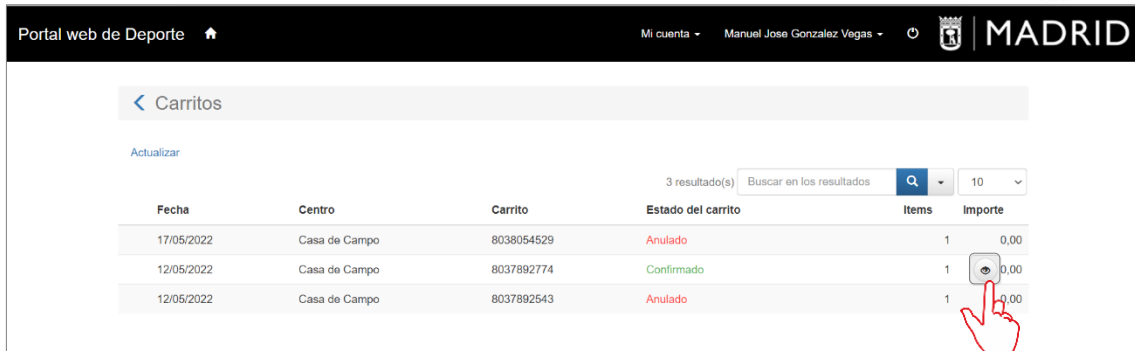 Portal web de Deporte Mi cuenta Manuel Jose Gonzalez Vegas MADRID
Carritos
Actualizar
3 resultado(s) Buscar en los resultados 10
Fecha Centro Carrito Estado del carrito Items Importe
17/05/2022 Casa de Campo 8038054529 Anulado 1 0,00
12/05/2022 Casa de Campo 8037892774 Confirmado 1 0,00
12/05/2022 Casa de Campo 8037892543 Anulado 1 0,00